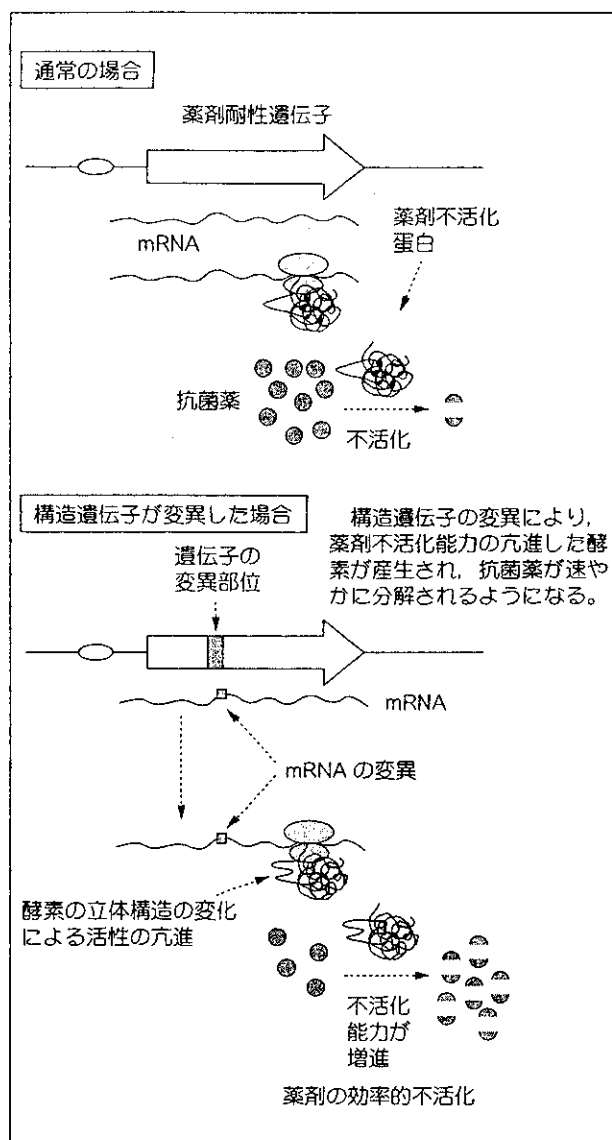 通常の場合
薬剤耐性遺伝子
mRNA
薬剤不活化
蛋白
抗菌薬
不活化
構造遺伝子が変異した場合
構造遺伝子の変異により，
薬剤不活化能力の亢進した酵
素が産生され，抗菌薬が速や
かに分解されるようになる。
遺伝子の
変異部位
mRNA
mRNA の変異
酵素の立体構造の変化
による活性の亢進
不活化
能力が
増進
薬剤の効率的不活化